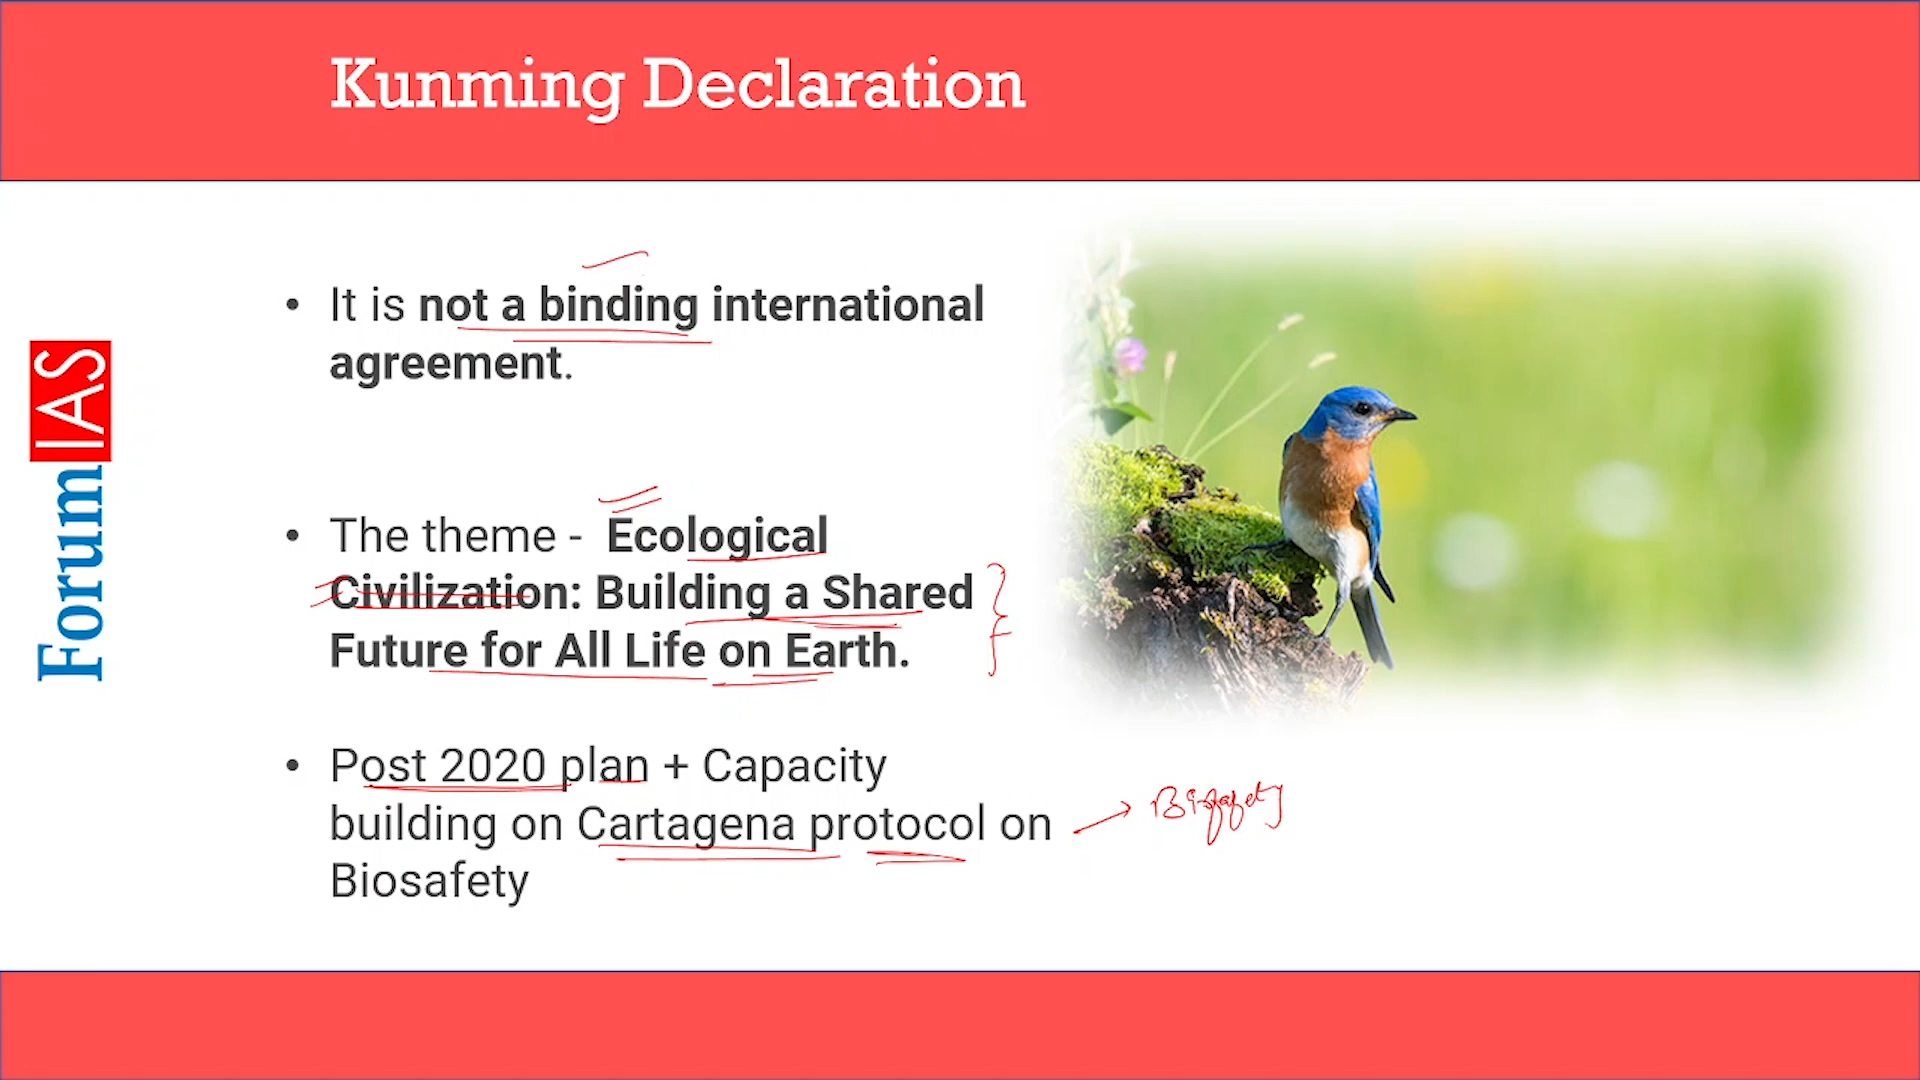 Kunming Declaration
• It is not a binding international
agreement.
• The theme - Ecological
Civilization: Building a Shared
Future for All Life on Earth.
• Post 2020 plan + Capacity
building on Cartagena protocol on
Biosafety
→ Biosafety
Forum IAS